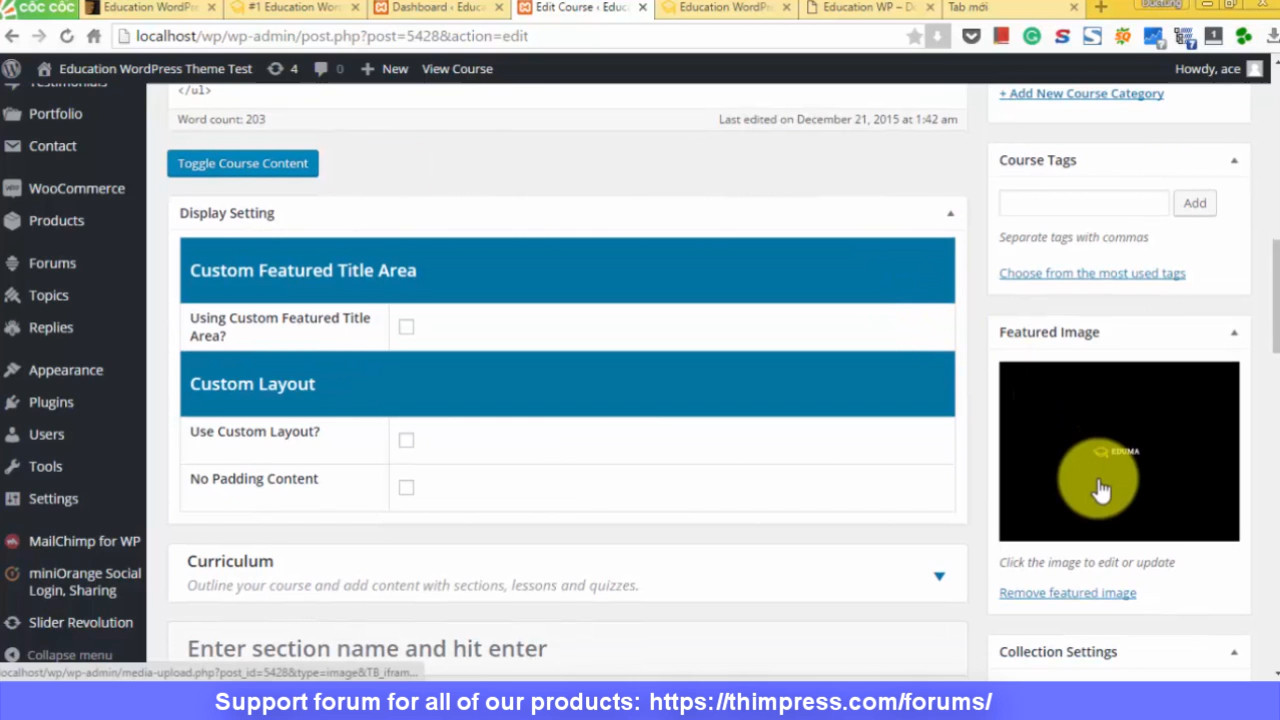 cốc cốc
Education WordP
#1 Education Wor
Dashboard ‹ Educ
Edit Course ‹ Educ
Education WordPr
Education WP – D
Tab mới
localhost/wp/wp-admin/post.php?post=5428&action=edit
Education WordPress Theme Test
4
0
New
View Course
Howdy, ace
Testimonials
Portfolio
Contact
WooCommerce
Products
Forums
Topics
Replies
Appearance
Plugins
Users
Tools
Settings
MailChimp for WP
miniOrange Social
Login, Sharing
Slider Revolution
Collapse menu
</ul>
Word count: 203
Last edited on December 21, 2015 at 1:42 am
Toggle Course Content
Display Setting
Custom Featured Title Area
Using Custom Featured Title
Area?
Custom Layout
Use Custom Layout?
No Padding Content
Curriculum
Outline your course and add content with sections, lessons and quizzes.
Enter section name and hit enter
+ Add New Course Category
Course Tags
Add
Separate tags with commas
Choose from the most used tags
Featured Image
EDUMA
Click the image to edit or update
Remove featured image
Collection Settings
localhost/wp/wp-admin/media-upload.php?post_id=5428&type=image&TB_ifram...
Support forum for all of our products: https://thimpress.com/forums/